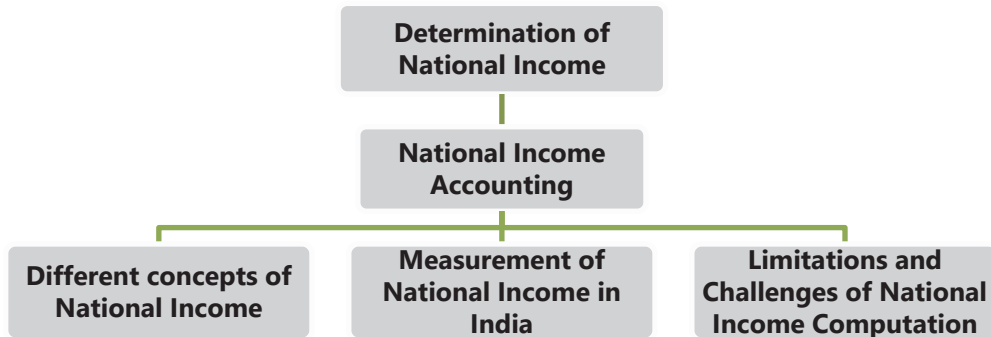 Determination of
National Income
National Income
Accounting
Different concepts of
National Income
Measurement of
National Income in
India
Limitations and
Challenges of National
Income Computation